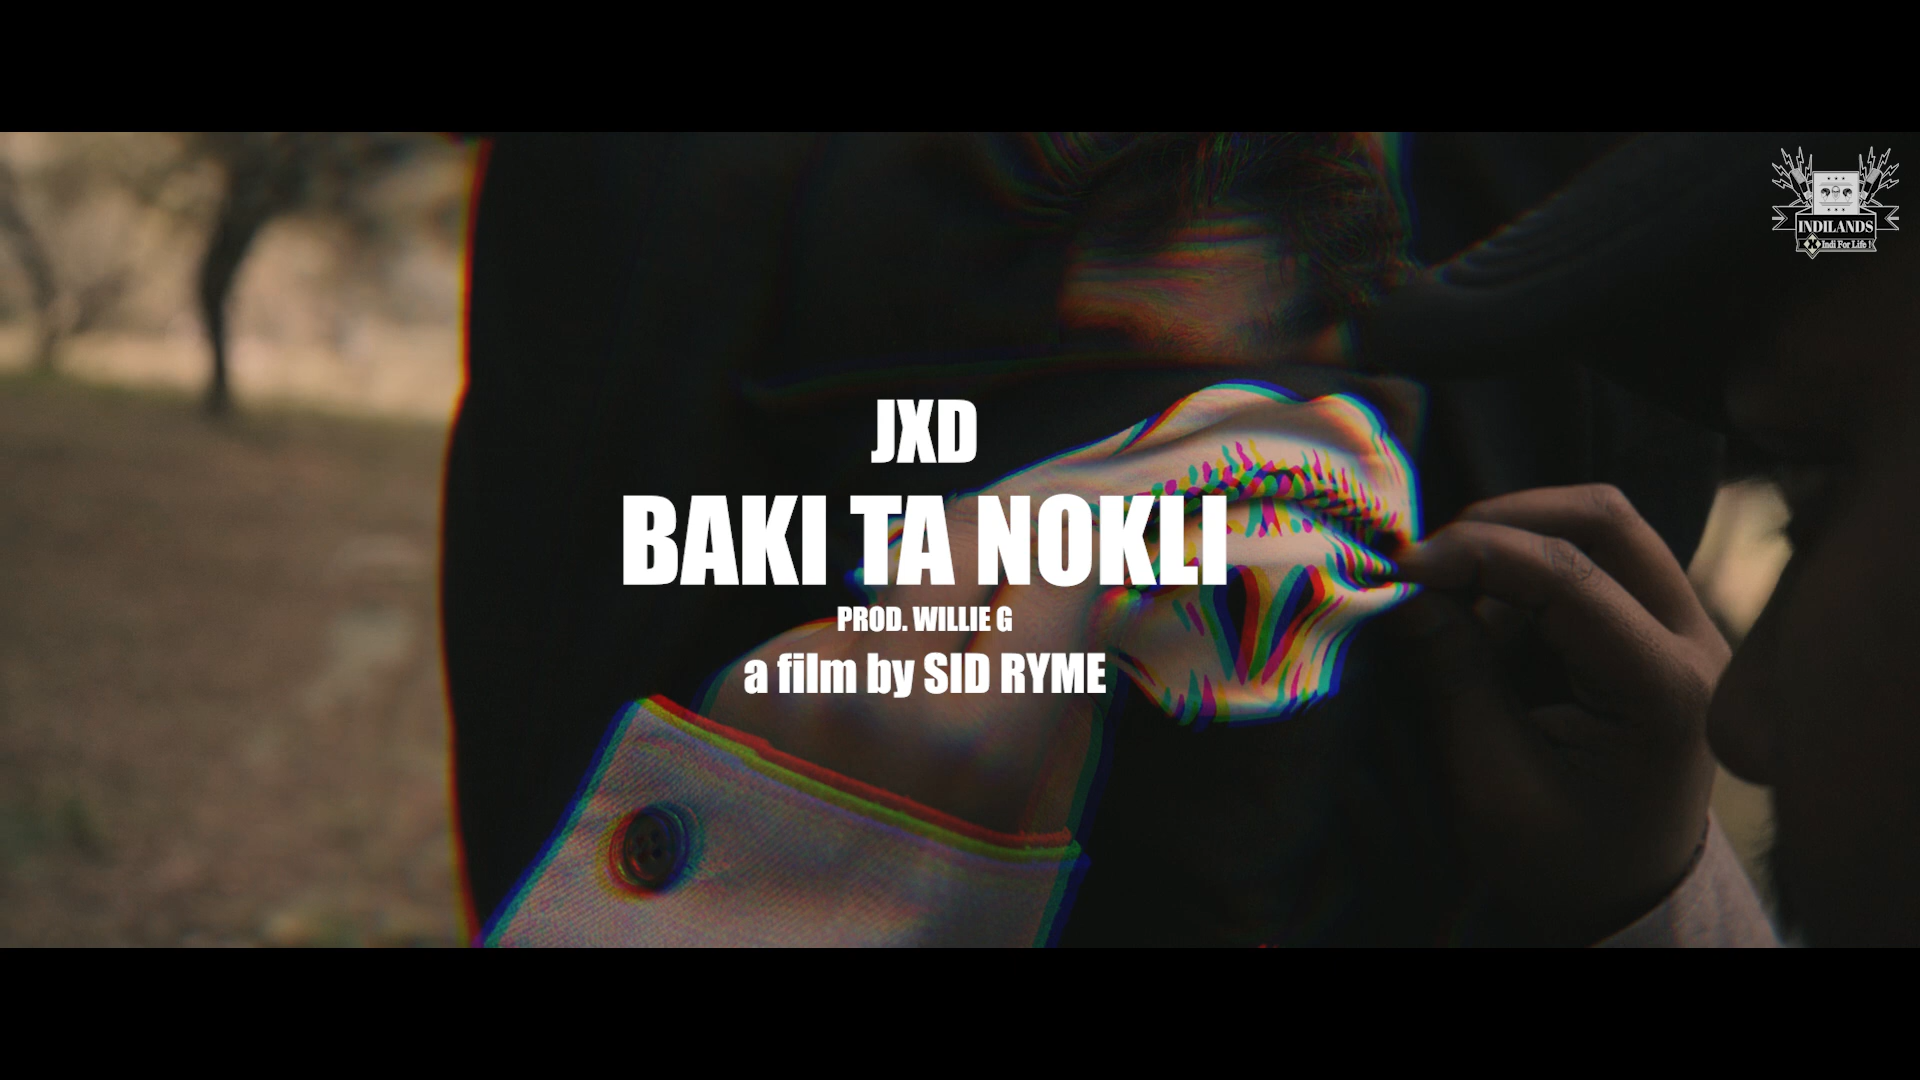 INDILANDS
Indi For Life !
JXD
BAKI TA NOKLI
PROD. WILLIE G
a film by SID RYME